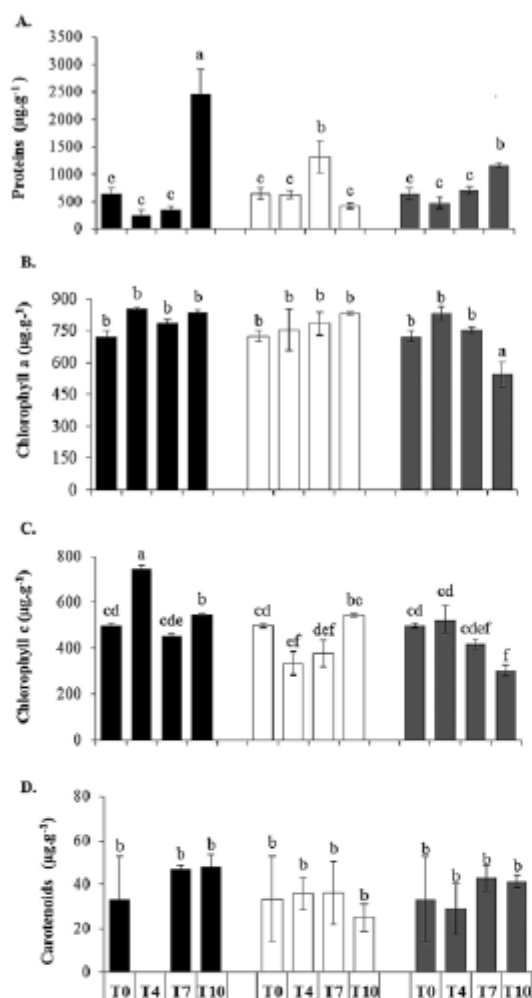 A.
Proteins (µg.g-1)
3500
3000
2500
2000
1500
1000
500
0
c c c a
c c b c
c c c b
B.
Chlorophyll a (µg.g-1)
900
750
600
450
300
150
0
b b b b
b b b b
b b b a
C.
Chlorophyll c (µg.g-1)
800
600
400
200
0
cd a cde b
cd ef def bc
cd cd cdef f
D.
Carotenoids (µg.g-1)
80
60
40
20
0
b b b
b b b b
b b b b
T0 T4 T7 T10 T0 T4 T7 T10 T0 T4 T7 T10